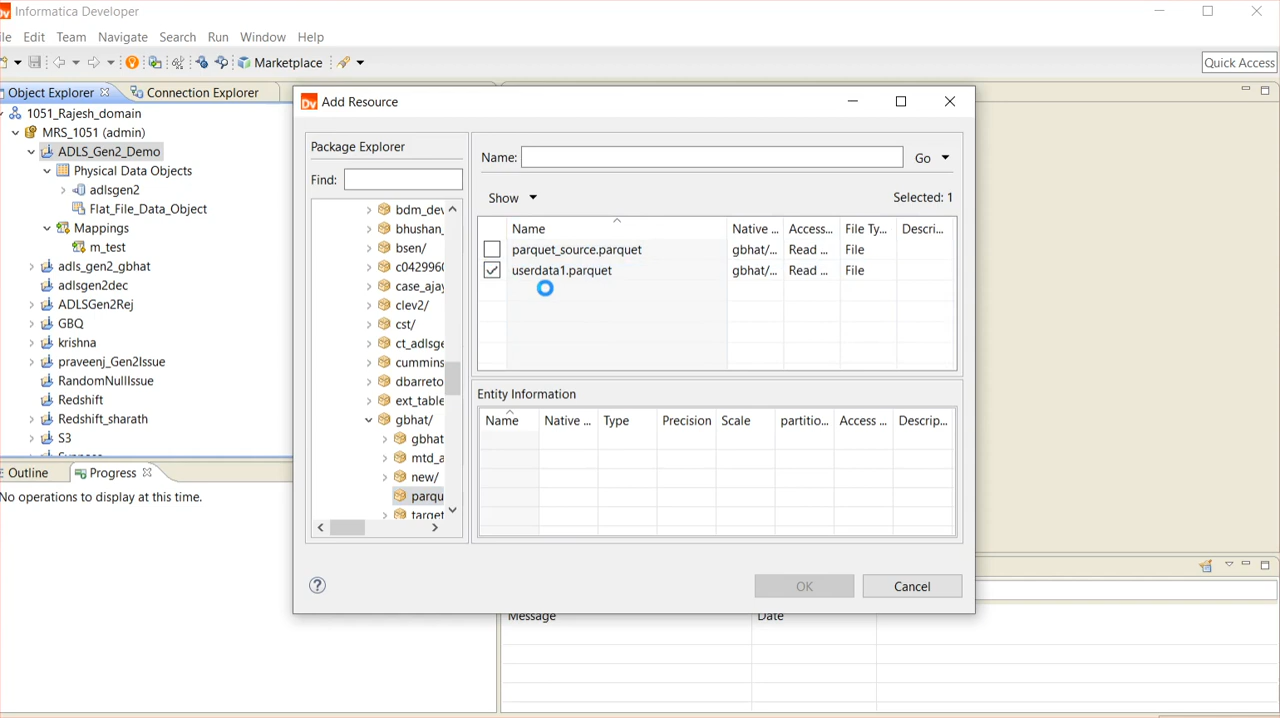 Informatica Developer
ile Edit Team Navigate Search Run Window Help
Marketplace
Quick Access
Object Explorer
Connection Explorer
1051_Rajesh_domain
MRS_1051 (admin)
ADLS_Gen2_Demo
Physical Data Objects
adlsgen2
Flat_File_Data_Object
Mappings
m_test
adls_gen2_gbhat
adlsgen2dec
ADLSGen2Rej
GBQ
krishna
praveenj_Gen2Issue
RandomNullIssue
Redshift
Redshift_sharath
S3
Outline
Progress
No operations to display at this time.
Dv Add Resource
Package Explorer
Find:
bdm_dev
bhushan_
bsen/
c0429960
case_ajay
clev2/
cst/
ct_adlsge
cummins
dbarreto
ext_table
gbhat/
gbhat
mtd_a
new/
parqu
target
Name:
Go
Show
Selected: 1
Name Native ... Access... File Ty... Descri...
parquet_source.parquet gbhat/... Read ... File
userdata1.parquet gbhat/... Read ... File
Entity Information
Name Native ... Type Precision Scale partitio... Access ... Descrip...
OK
Cancel
Message Date